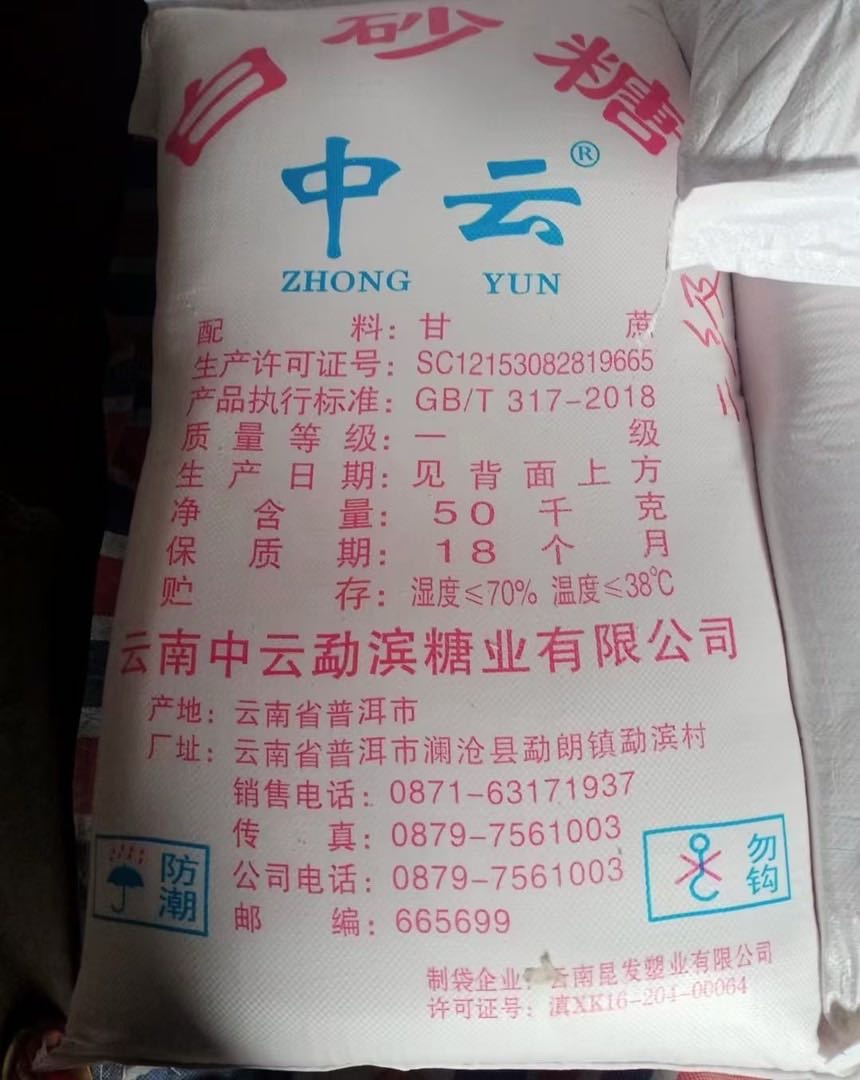 白砂糖
中云®
ZHONG YUN
配料：甘蔗
生产许可证号：SC12153082819665
产品执行标准：GB/T 317-2018
质量等级：一级
生产日期：见背面上方
净含量：50千克
保质期：18个月
贮存：湿度≤70% 温度≤38℃
云南中云勐滨糖业有限公司
产地：云南省普洱市
厂址：云南省普洱市澜沧县勐朗镇勐滨村
销售电话：0871-63171937
传真：0879-7561003
公司电话：0879-7561003
邮编：665699
防潮
勿钩
制袋企业：云南昆发塑业有限公司
许可证号：滇XK16-204-00064